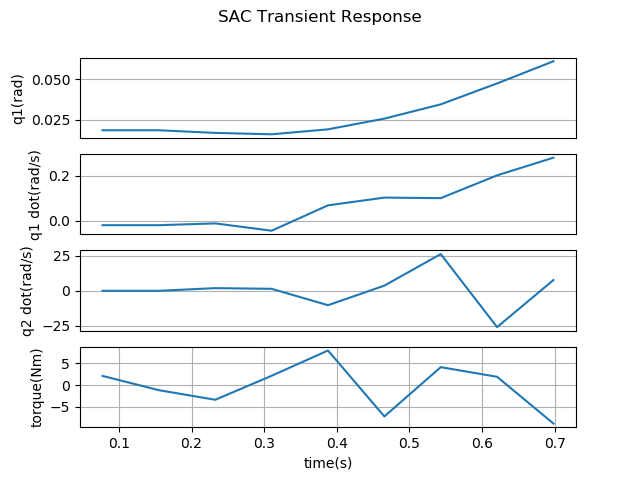 SAC Transient Response
q1(rad)
0.050
0.025
q1 dot(rad/s)
0.2
0.0
q2 dot(rad/s)
25
0
−25
torque(Nm)
5
0
−5
0.1 0.2 0.3 0.4 0.5 0.6 0.7
time(s)